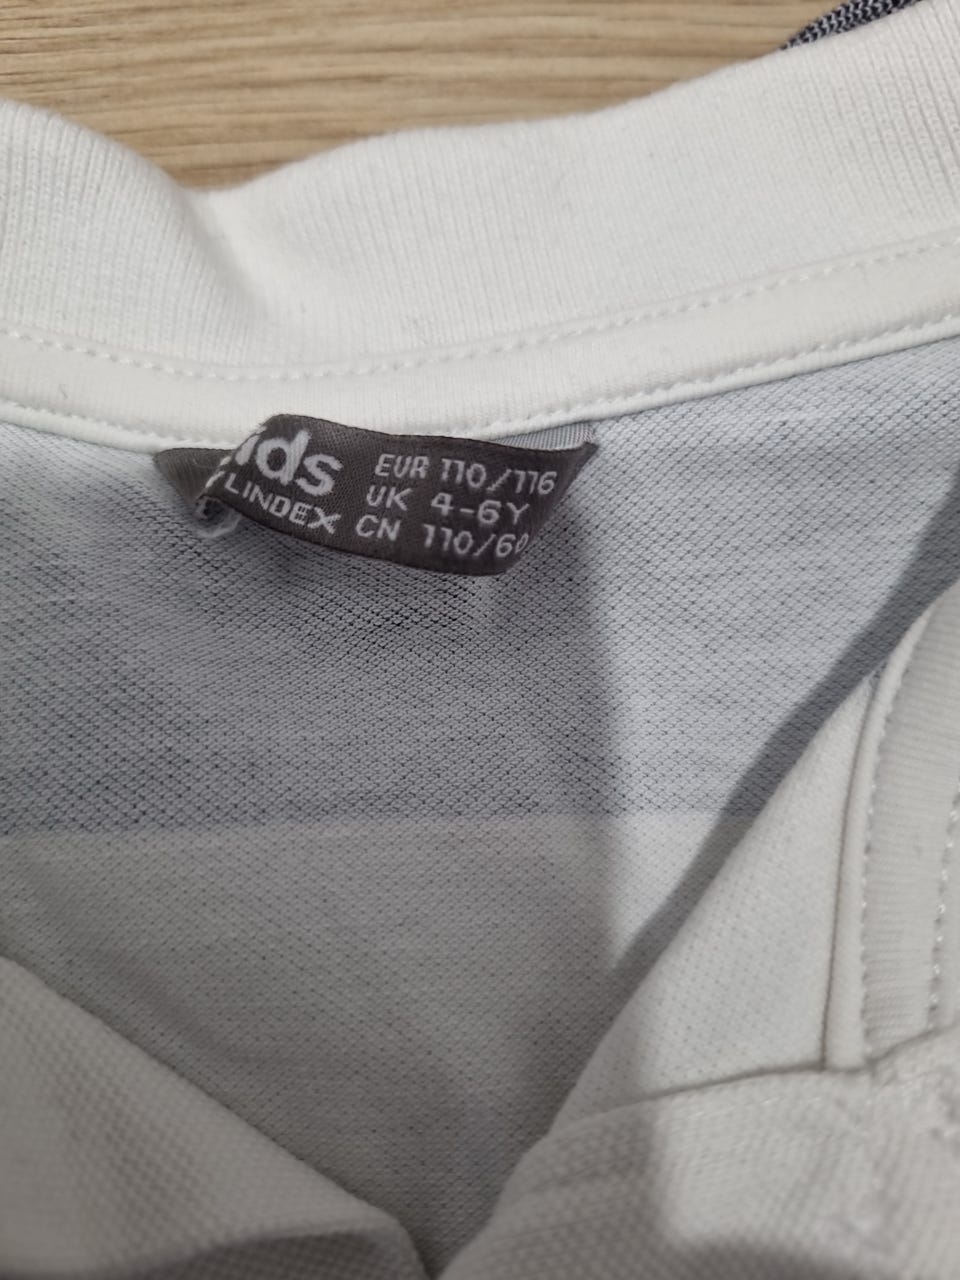 ids
LINDEX
EUR 110/116
UK 4-6Y
CN 110/60